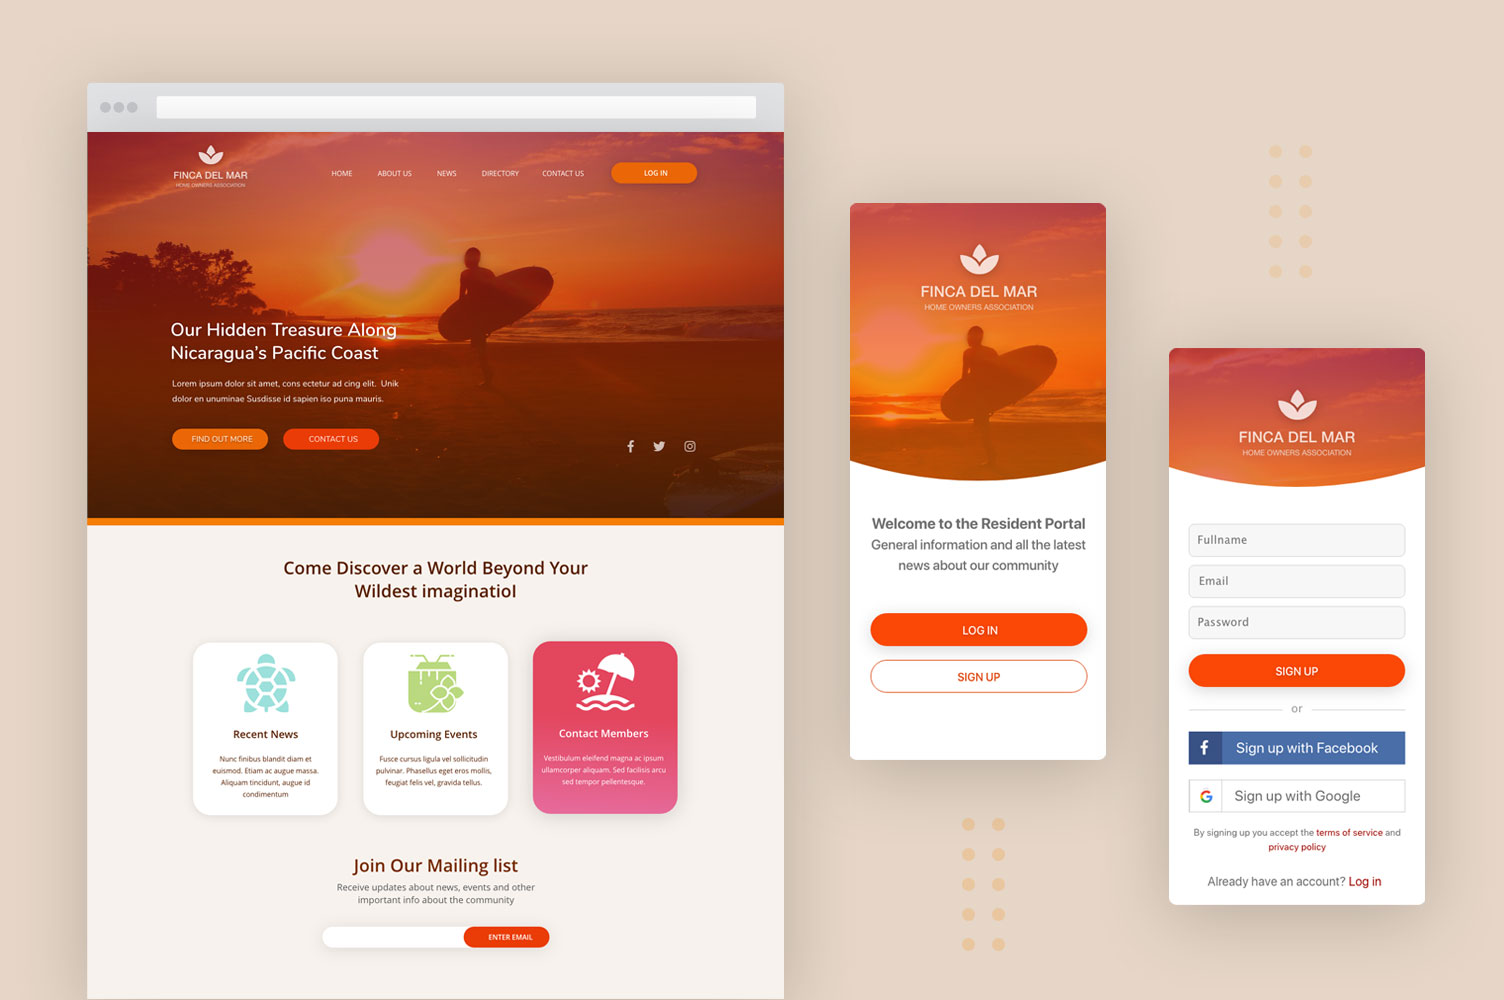 FINCA DEL MAR
HOME OWNERS ASSOCIATION
HOME
ABOUT US
NEWS
DIRECTORY
CONTACT US
LOG IN
Our Hidden Treasure Along
Nicaragua's Pacific Coast
Lorem ipsum dolor sit amet, cons ectetur ad cing elit. Unik
dolor en unuminae Susdisse id sapien iso puna mauris.
FIND OUT MORE
CONTACT US
Come Discover a World Beyond Your
Wildest imaginatiol
Recent News
Nunc finibus blandit diam et
euismod. Etiam ac augue massa.
Aliquam tincidunt, augue id
condimentum
Upcoming Events
Fusce cursus ligula vel sollicitudin
pulvinar. Phasellus eget eros mollis,
feugiat felis vel, gravida tellus.
Contact Members
Vestibulum eleifend magna ac ipsum
ullamcorper aliquam. Sed facilisis arcu
sed tempor pellentesque.
Join Our Mailing list
Receive updates about news, events and other
important info about the community
ENTER EMAIL
FINCA DEL MAR
HOME OWNERS ASSOCIATION
Welcome to the Resident Portal
General information and all the latest
news about our community
LOG IN
SIGN UP
FINCA DEL MAR
HOME OWNERS ASSOCIATION
Fullname
Email
Password
SIGN UP
or
Sign up with Facebook
Sign up with Google
By signing up you accept the terms of service and
privacy policy
Already have an account? Log in